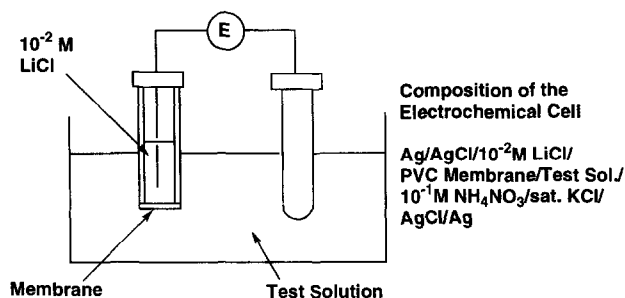 E
10⁻² M
LiCl
Composition of the
Electrochemical Cell
Ag/AgCl/10⁻²M LiCl/
PVC Membrane/Test Sol./
10⁻¹M NH₄NO₃/sat. KCl/
AgCl/Ag
Membrane
Test Solution